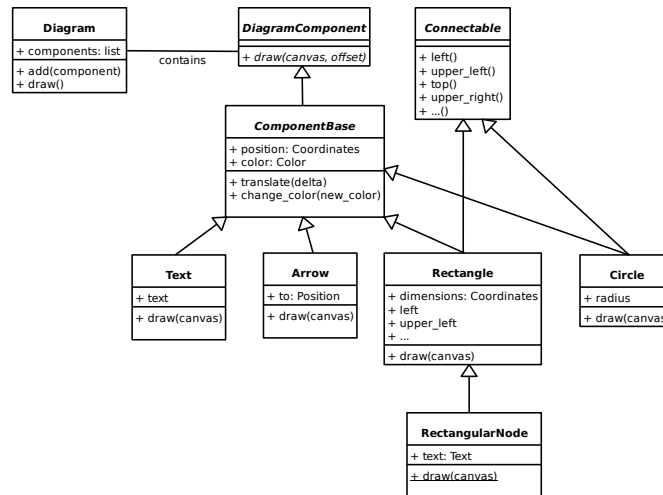 Diagram
+ components: list
+ add(component)
+ draw()
contains
DiagramComponent
+ draw(canvas, offset)
Connectable
+ left()
+ upper_left()
+ top()
+ upper_right()
+ ...()
ComponentBase
+ position: Coordinates
+ color: Color
+ translate(delta)
+ change_color(new_color)
Text
+ text
+ draw(canvas)
Arrow
+ to: Position
+ draw(canvas)
Rectangle
+ dimensions: Coordinates
+ left
+ upper_left
+ ...
+ draw(canvas)
Circle
+ radius
+ draw(canvas
RectangularNode
+ text: Text
+ draw(canvas)